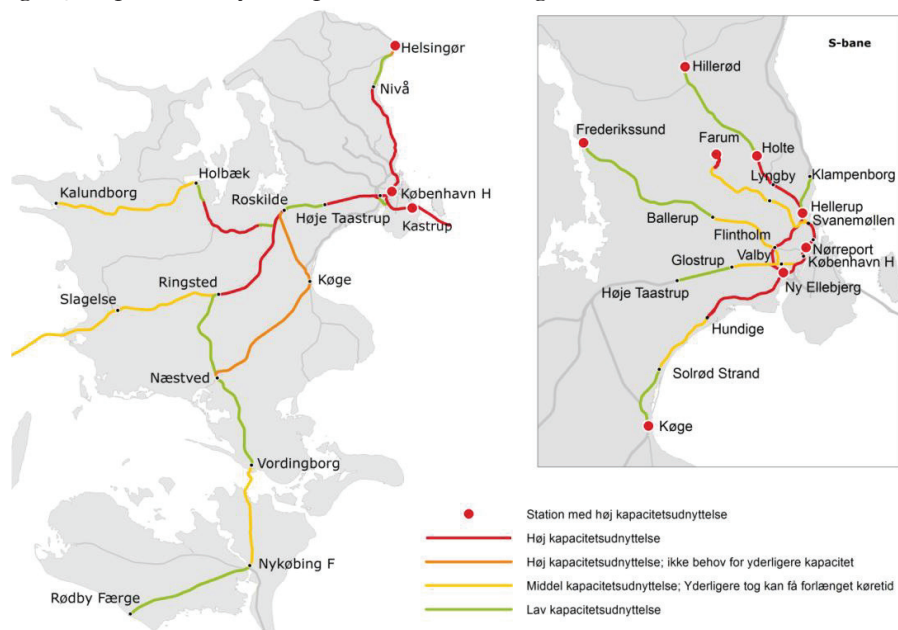 Helsingør
Nivå
Holbæk
Kalundborg
Roskilde
København H
Høje Taastrup
Kastrup
Ringsted
Køge
Slagelse
Næstved
Vordingborg
Nykøbing F
Rødby Færge
S-bane
Hillerød
Frederikssund
Farum
Holte
Lyngby
Klampenborg
Hellerup
Ballerup
Svanemøllen
Flintholm
Nørreport
Glostrup
Valby
København H
Høje Taastrup
Ny Ellebjerg
Hundige
Solrød Strand
Køge
Station med høj kapacitetsudnyttelse
Høj kapacitetsudnyttelse
Høj kapacitetsudnyttelse; ikke behov for yderligere kapacitet
Middel kapacitetsudnyttelse; Yderligere tog kan få forlænget køretid
Lav kapacitetsudnyttelse